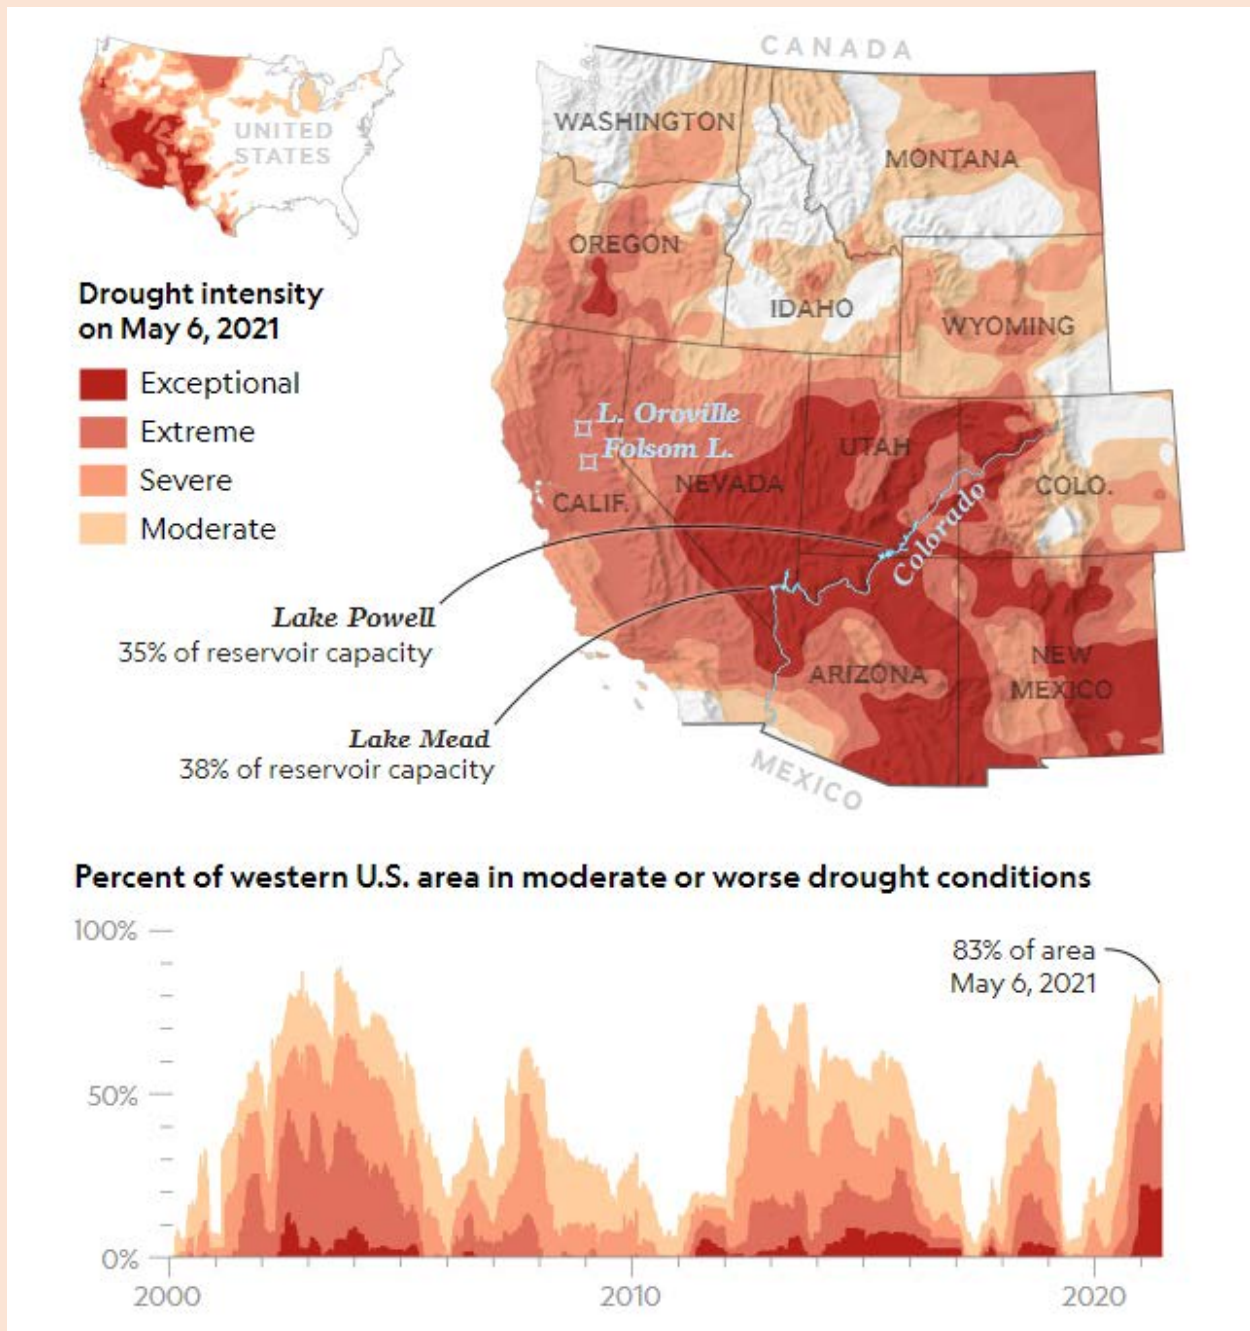 CANADA
UNITED
STATES
WASHINGTON
MONTANA
OREGON
IDAHO
WYOMING
Drought intensity
on May 6, 2021
Exceptional
Extreme
Severe
Moderate
L. Oroville
Folsom L.
UTAH
NEVADA
CALIF.
COLO.
Colorado
Lake Powell
35% of reservoir capacity
ARIZONA
NEW
MEXICO
Lake Mead
38% of reservoir capacity
MEXICO
Percent of western U.S. area in moderate or worse drought conditions
100%
83% of area
May 6, 2021
50%
0%
2000
2010
2020